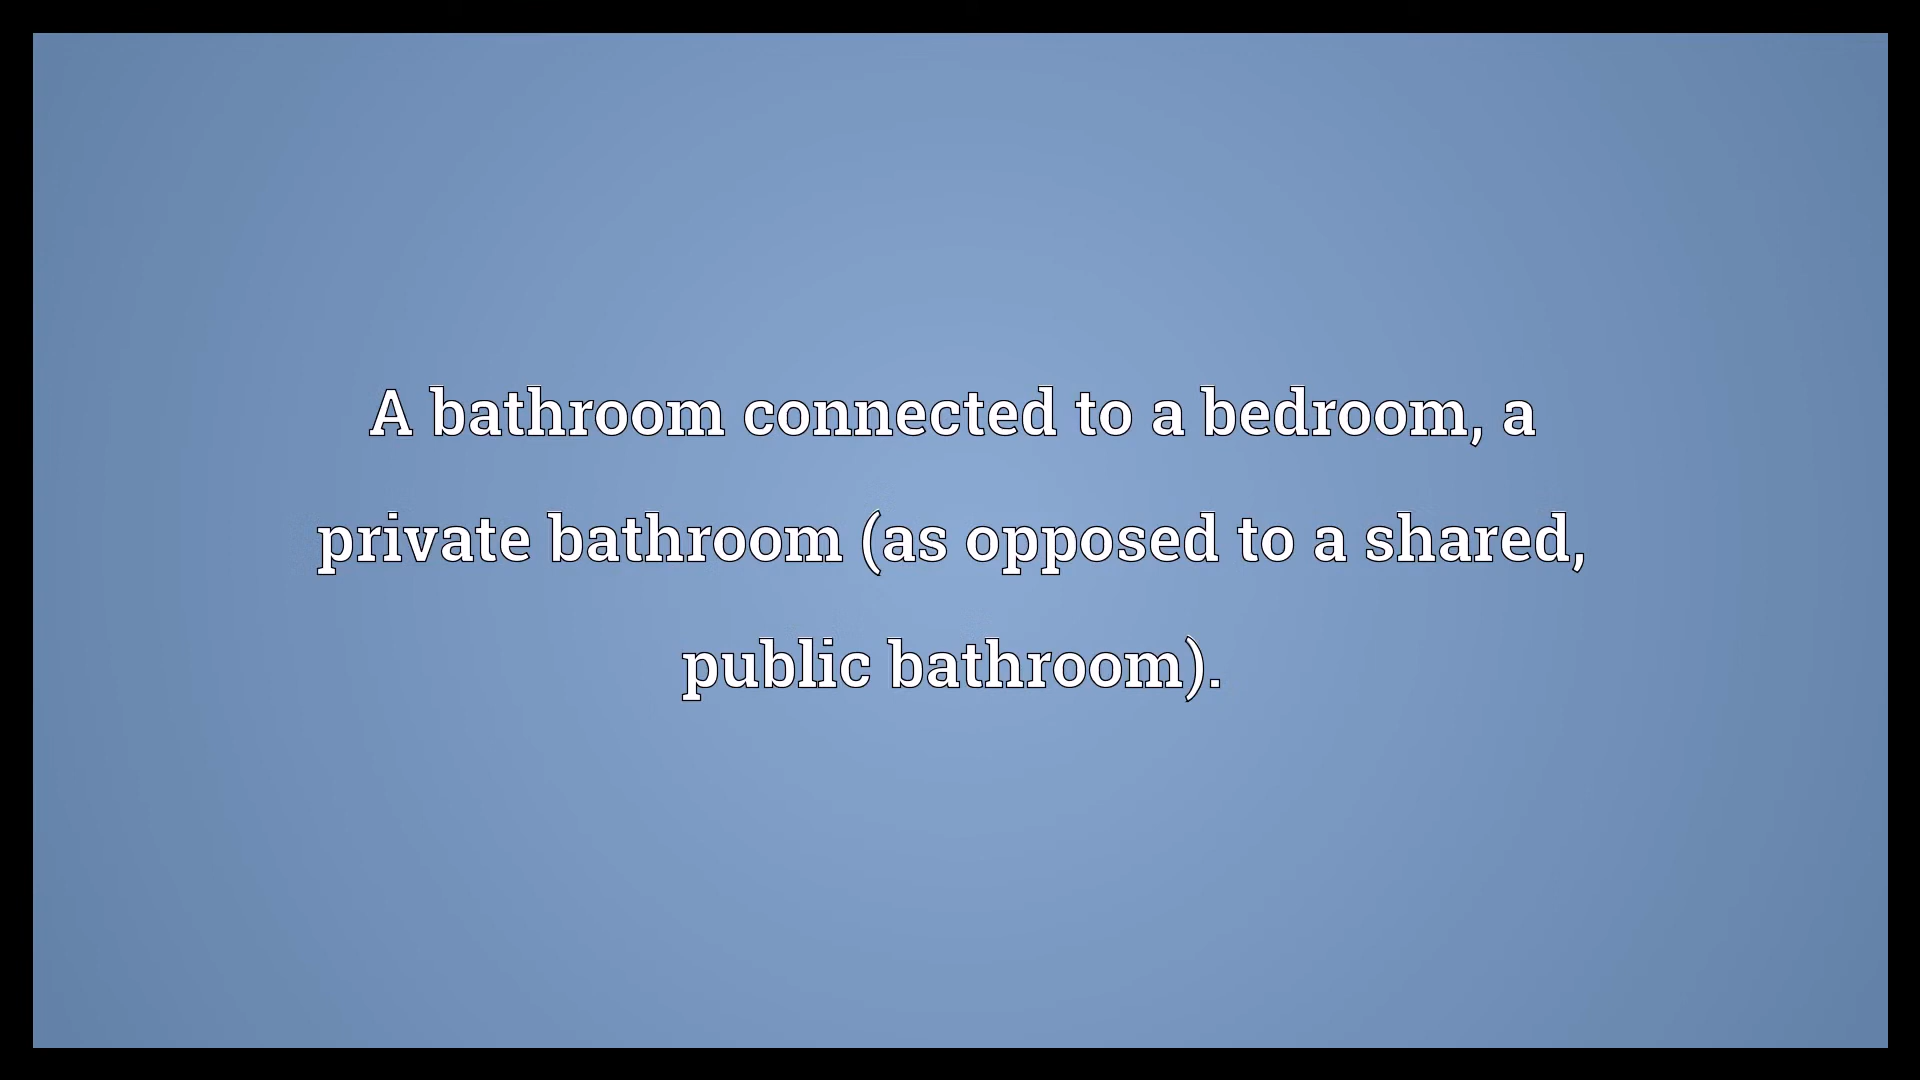 A bathroom connected to a bedroom, a
private bathroom (as opposed to a shared,
public bathroom).